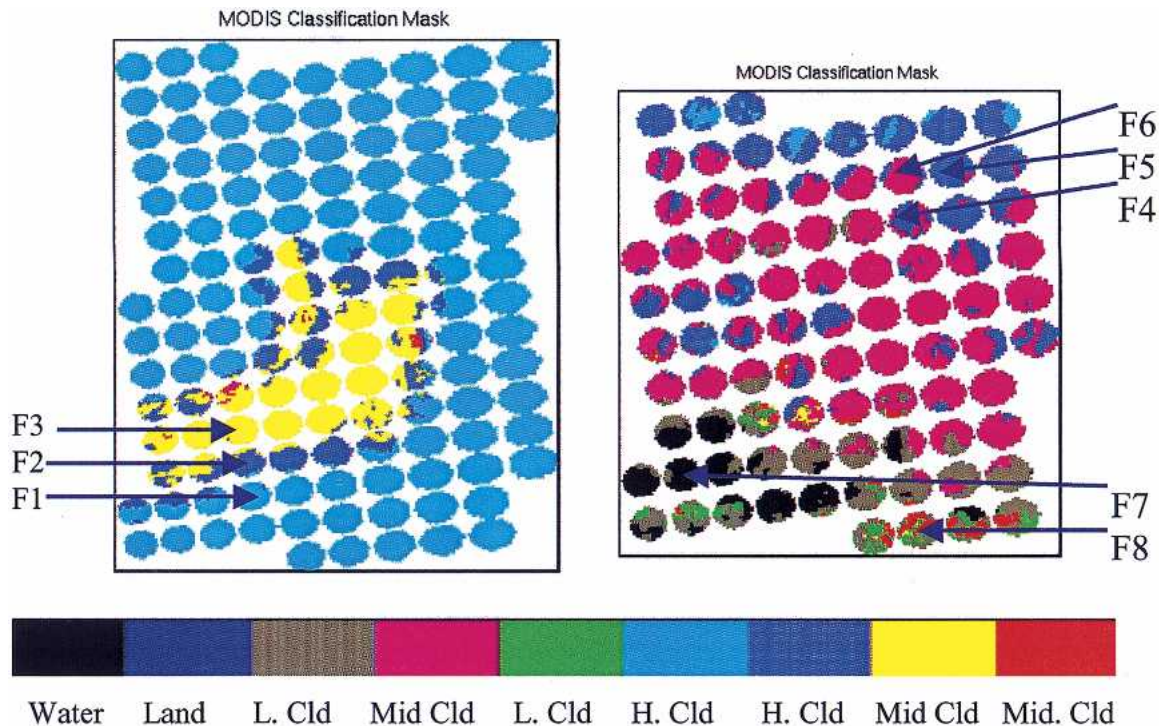 MODIS Classification Mask
MODIS Classification Mask
F6
F5
F4
F3
F2
F1
F7
F8
Water Land L. Cld Mid Cld L. Cld H. Cld H. Cld Mid Cld Mid. Cld